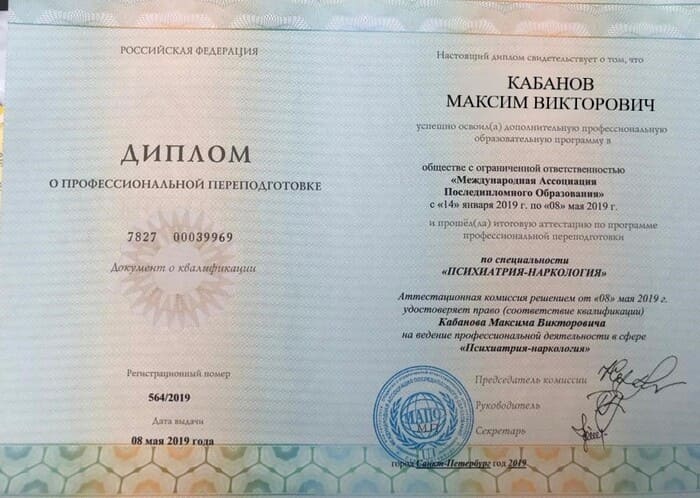 РОССИЙСКАЯ ФЕДЕРАЦИЯ
ДИПЛОМ
О ПРОФЕССИОНАЛЬНОЙ ПЕРЕПОДГОТОВКЕ
7827 00039969
Документ о квалификации
Регистрационный номер
564/2019
Дата выдачи
08 мая 2019 года
Настоящий диплом свидетельствует о том, что
КАБАНОВ
МАКСИМ ВИКТОРОВИЧ
успешно освоил(а) дополнительную профессиональную
образовательную программу в
обществе с ограниченной ответственностью
«Международная Ассоциация
Последипломного Образования»
с «14» января 2019 г. по «08» мая 2019 г.
и прошёл(ла) итоговую аттестацию по программе
профессиональной переподготовки
по специальности
«ПСИХИАТРИЯ-НАРКОЛОГИЯ»
Аттестационная комиссия решением от «08» мая 2019 г.
удостоверяет право (соответствие квалификации)
Кабанова Максима Викторовича
на ведение профессиональной деятельности в сфере
«Психиатрия-наркология»
Председатель комиссии
Руководитель
Секретарь
МАПО
М.П.
город Санкт-Петербург год 2019